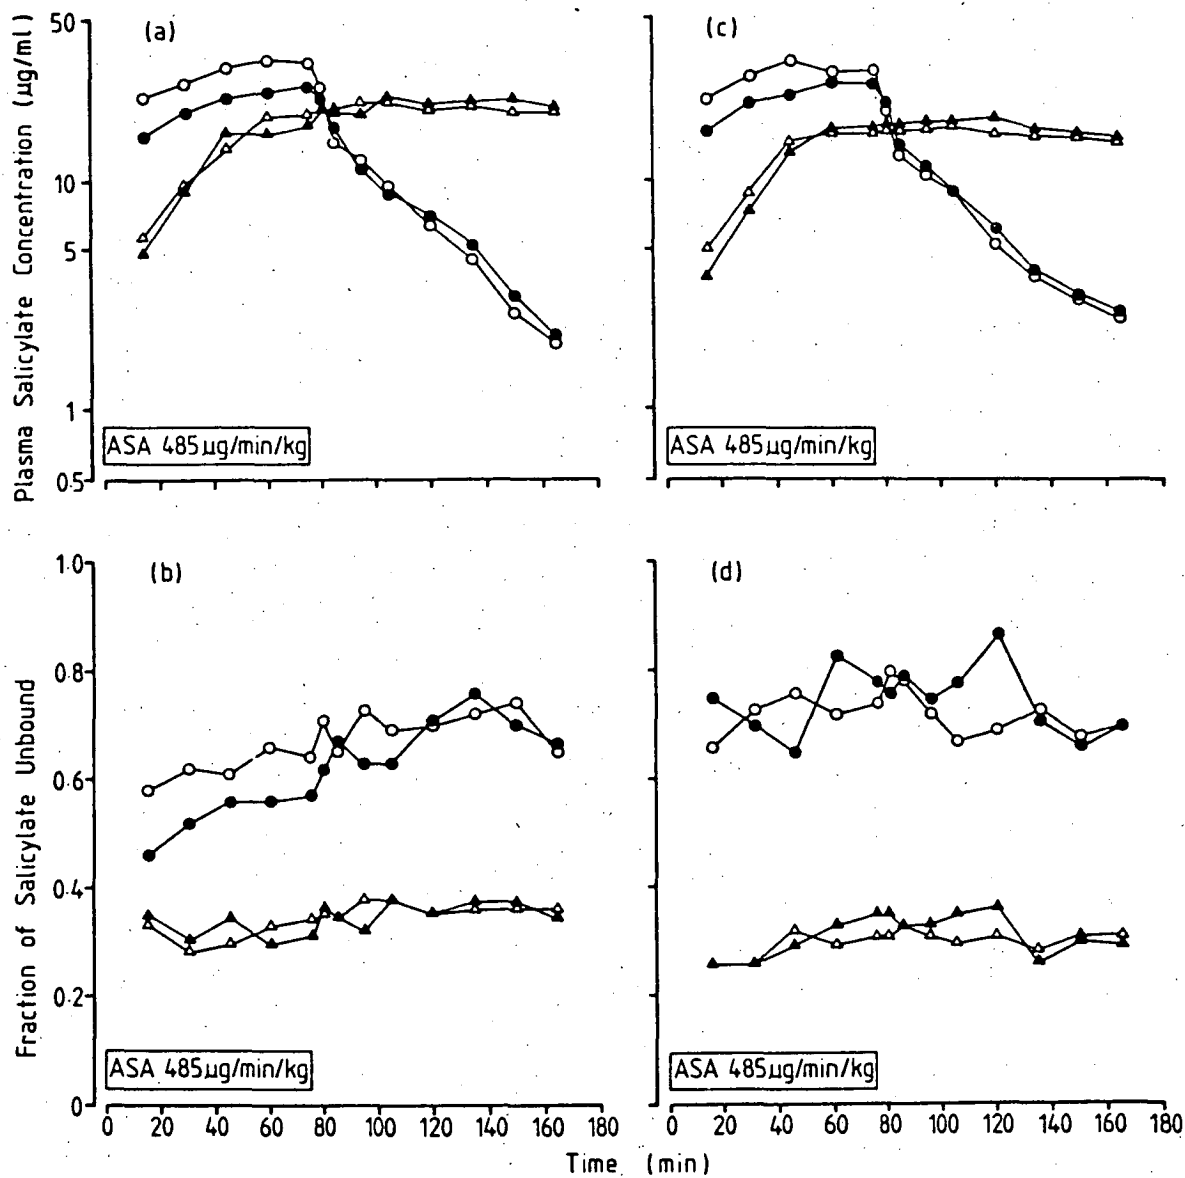 Plasma Salicylate Concentration (µg/ml)
50
10
5
1
0·5
(a)
ASA 485µg/min/kg
(c)
ASA 485µg/min/kg
Fraction of Salicylate Unbound
1·0
0·8
0·6
0·4
0·2
0
(b)
ASA 485µg/min/kg
0 20 40 60 80 100 120 140 160 180
(d)
ASA 485µg/min/kg
0 20 40 60 80 100 120 140 160 180
Time (min)